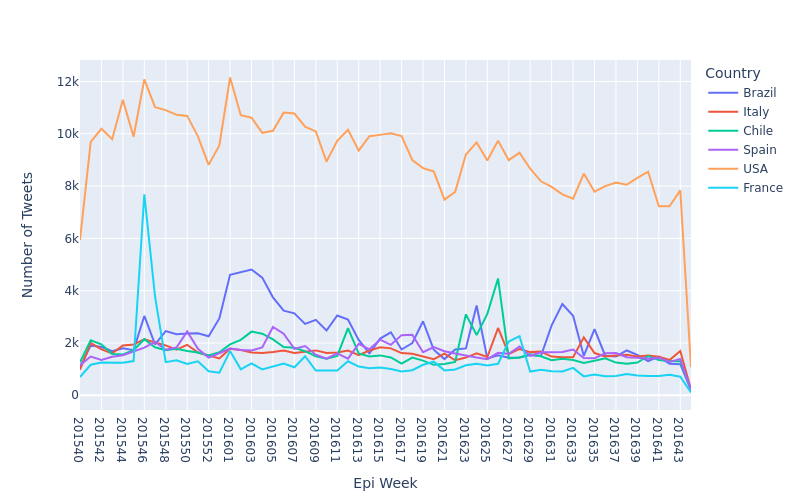 Country
Brazil
Italy
Chile
Spain
USA
France
Number of Tweets
12k
10k
8k
6k
4k
2k
0
201540
201542
201544
201546
201548
201550
201552
201601
201603
201605
201607
201609
201611
201613
201615
201617
201619
201621
201623
201625
201627
201629
201631
201633
201635
201637
201639
201641
201643
Epi Week